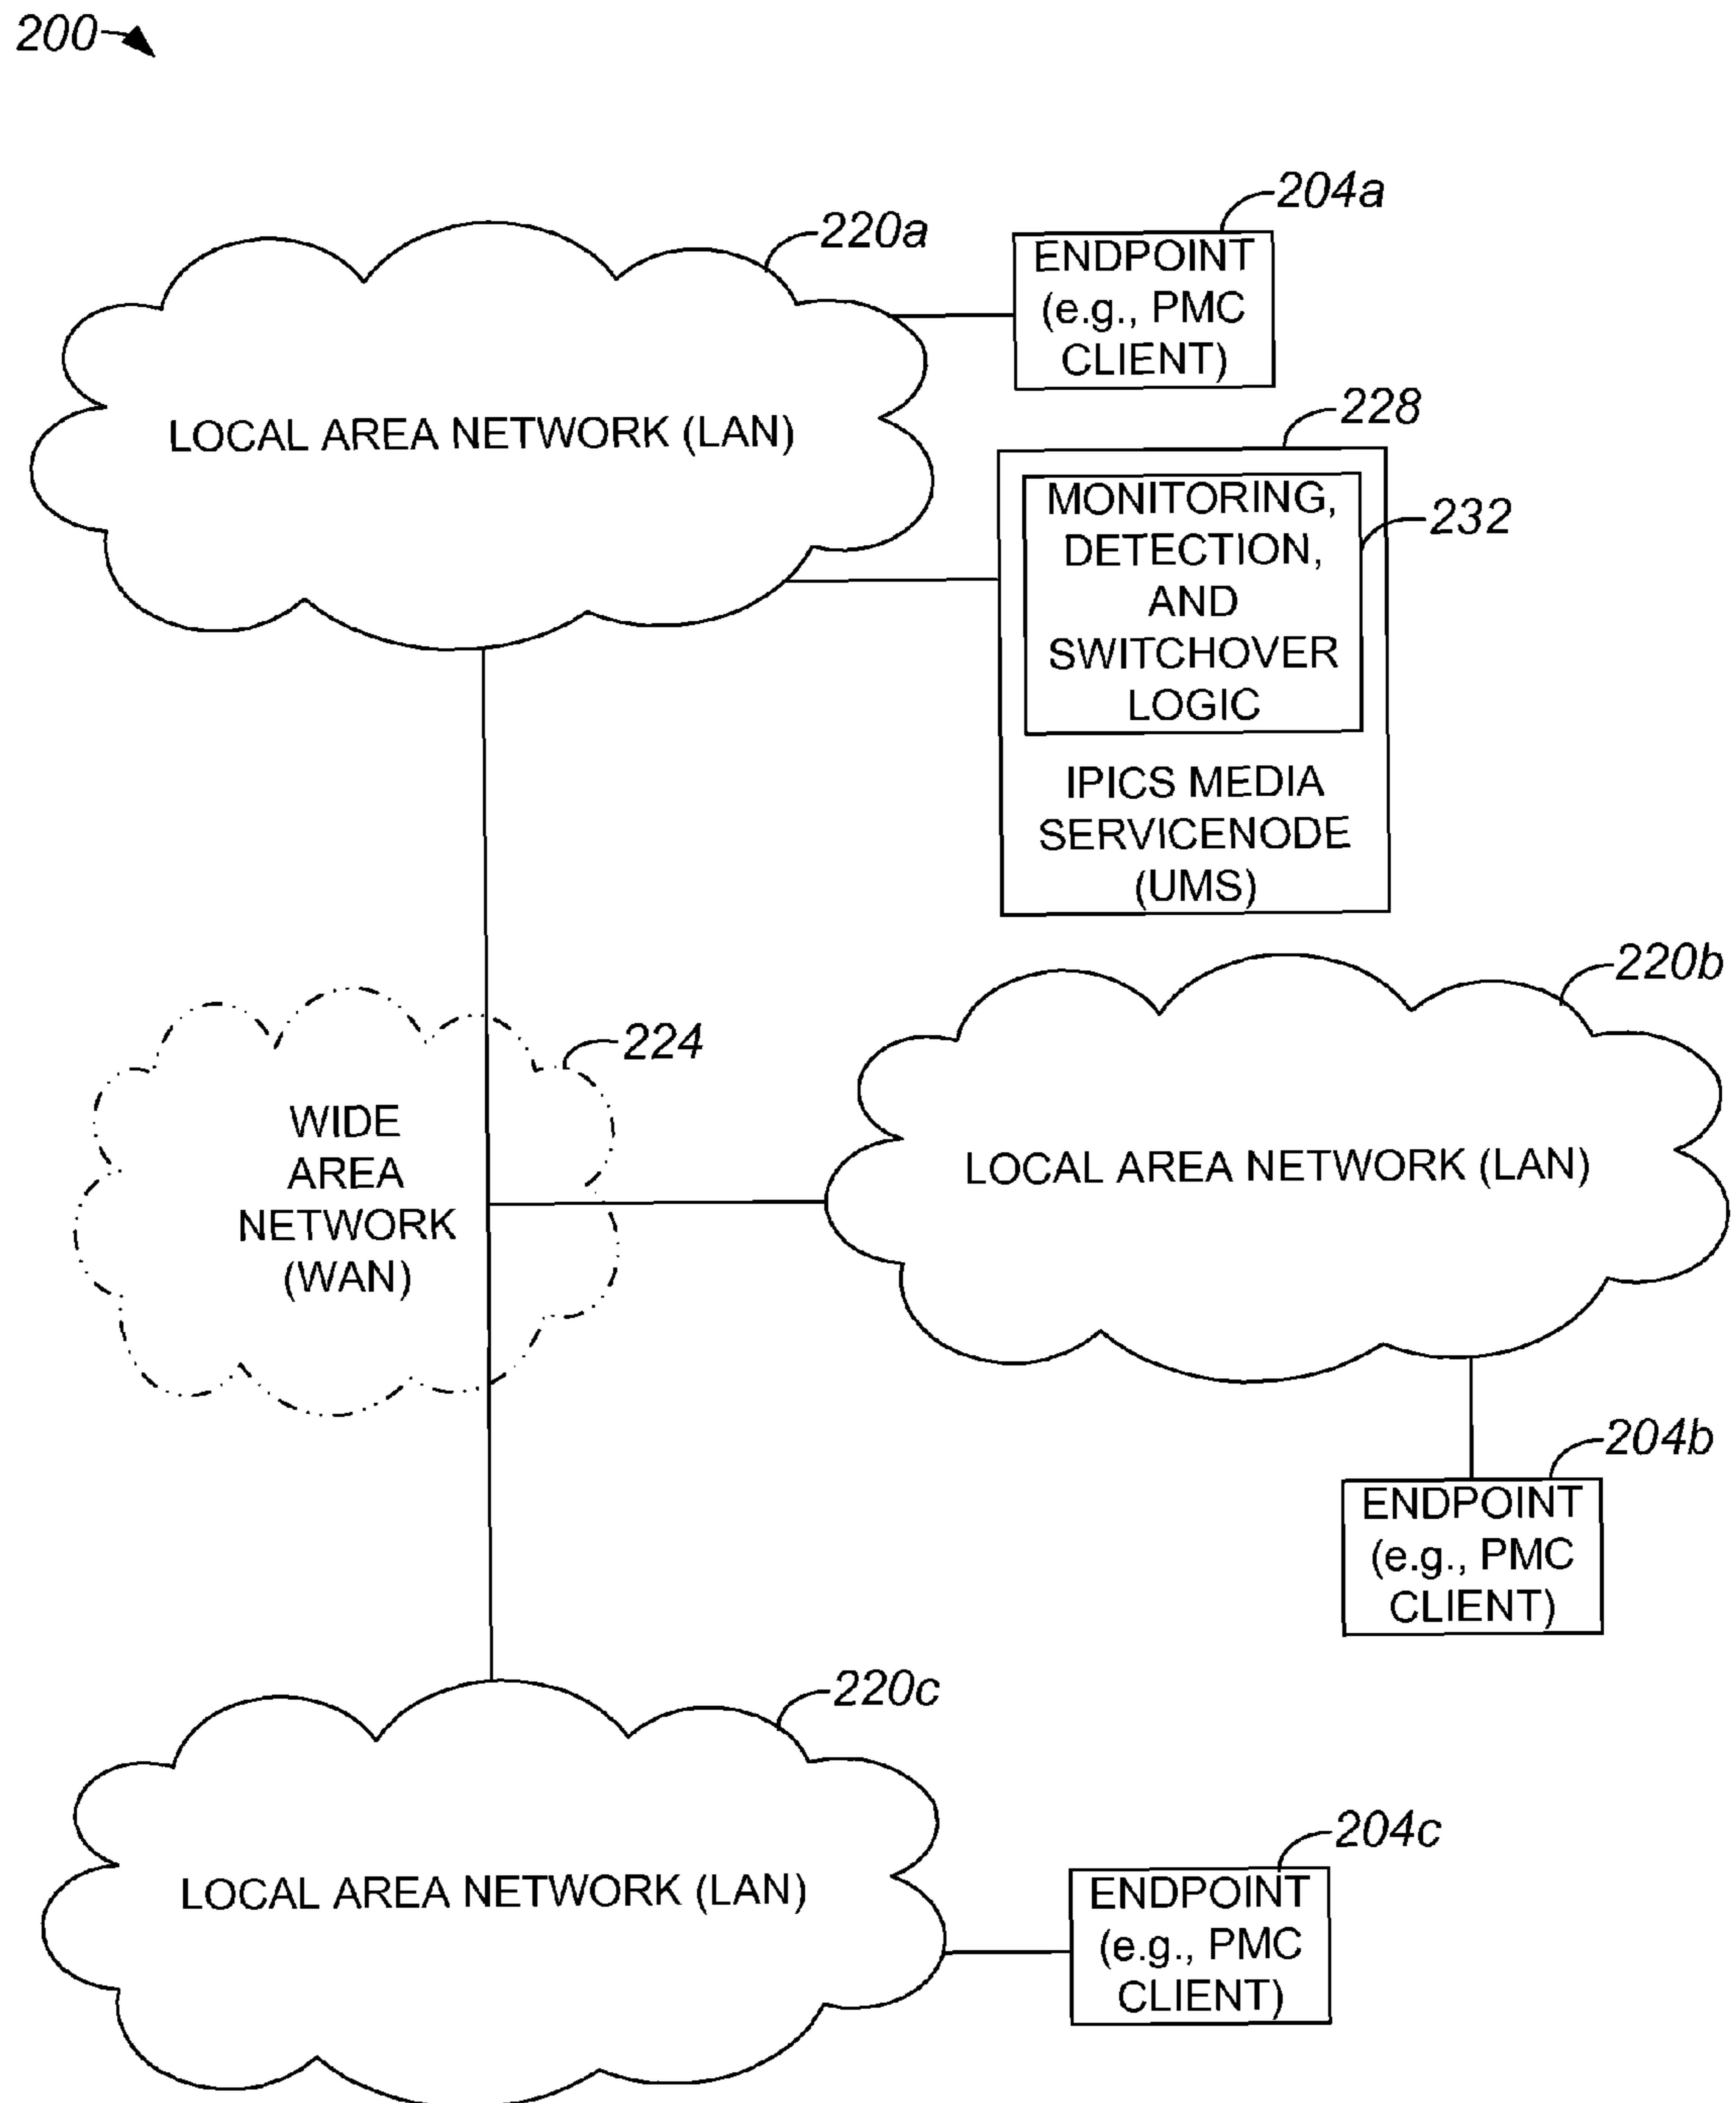 200
204a
220a
ENDPOINT
(e.g., PMC
CLIENT)
LOCAL AREA NETWORK (LAN)
228
MONITORING,
DETECTION,
AND
SWITCHOVER
LOGIC
232
IPICS MEDIA
SERVICENODE
(UMS)
220b
224
WIDE
AREA
NETWORK
(WAN)
LOCAL AREA NETWORK (LAN)
204b
ENDPOINT
(e.g., PMC
CLIENT)
220c
LOCAL AREA NETWORK (LAN)
204c
ENDPOINT
(e.g., PMC
CLIENT)